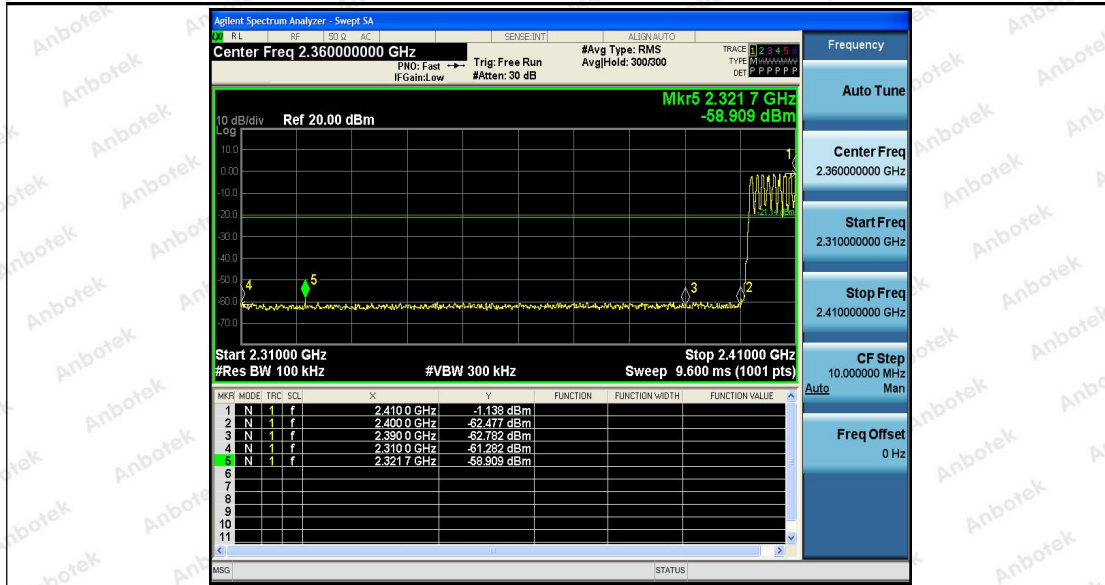 Agilent Spectrum Analyzer - Swept SA
RL RF 50 Ω AC SENSE:INT ALIGNAUTO
Center Freq 2.360000000 GHz
PNO: Fast
IFGain:Low
Trig: Free Run
#Atten: 30 dB
#Avg Type: RMS
Avg|Hold: 300/300
TRACE 1 2 3 4 5 6
TYPE M
DET P P P P P P
Mkr5 2.321 7 GHz
-58.909 dBm
10 dB/div Ref 20.00 dBm
Log
10.0
0.00
-10.0
-20.0
-30.0
-40.0
-50.0
-60.0
-70.0
1
2
3
4
5
Start 2.31000 GHz Stop 2.41000 GHz
#Res BW 100 kHz #VBW 300 kHz Sweep 9.600 ms (1001 pts)
MKR MODE TRC SCL X Y FUNCTION FUNCTION WIDTH FUNCTION VALUE
1 N 1 f 2.410 0 GHz -1.138 dBm
2 N 1 f 2.400 0 GHz -62.477 dBm
3 N 1 f 2.390 0 GHz -62.782 dBm
4 N 1 f 2.310 0 GHz -61.282 dBm
5 N 1 f 2.321 7 GHz -58.909 dBm
6
7
8
9
10
11
MSG STATUS
Frequency
Auto Tune
Center Freq
2.360000000 GHz
Start Freq
2.310000000 GHz
Stop Freq
2.410000000 GHz
CF Step
10.000000 MHz
Auto Man
Freq Offset
0 Hz
Anbotek